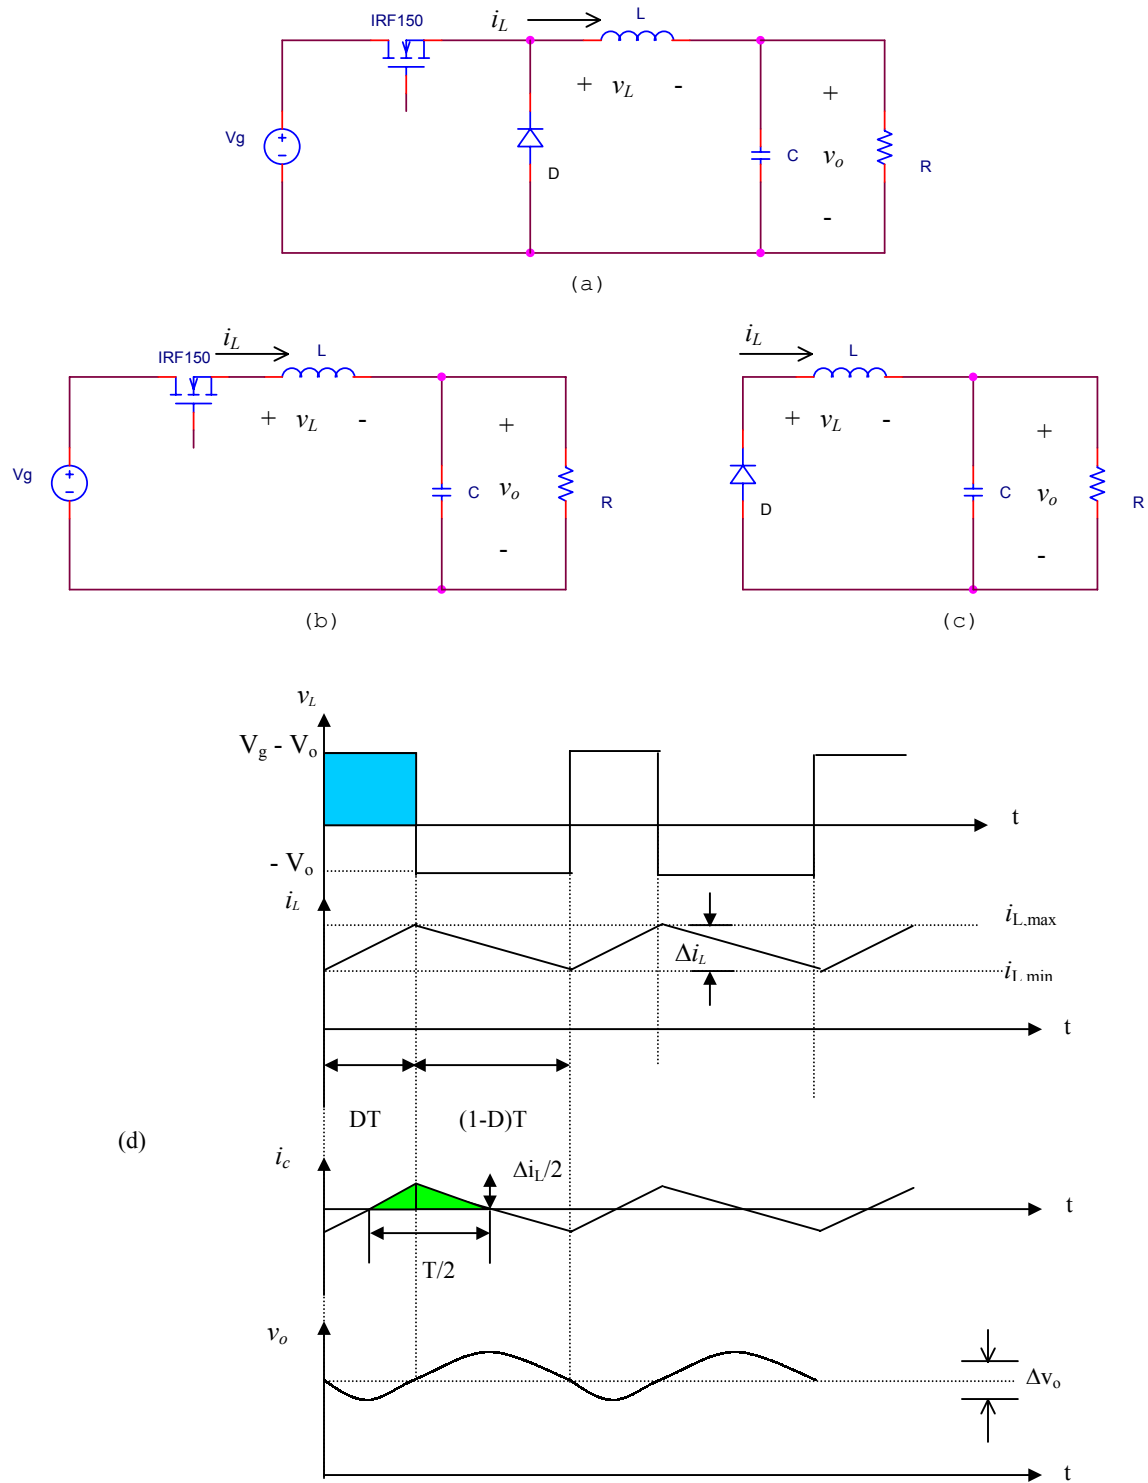 IRF150 i_L L
+ v_L -
Vg + - D C + v_o - R
(a)
IRF150 i_L L
+ v_L -
Vg + - C + v_o - R
(b)
i_L L
+ v_L -
D C + v_o - R
(c)
v_L
V_g - V_o
t
- V_o
i_L
i_L,max
Δi_L
i_L,min
t
DT (1-D)T
(d)
i_c Δi_L/2
t
T/2
v_o
Δv_o
t